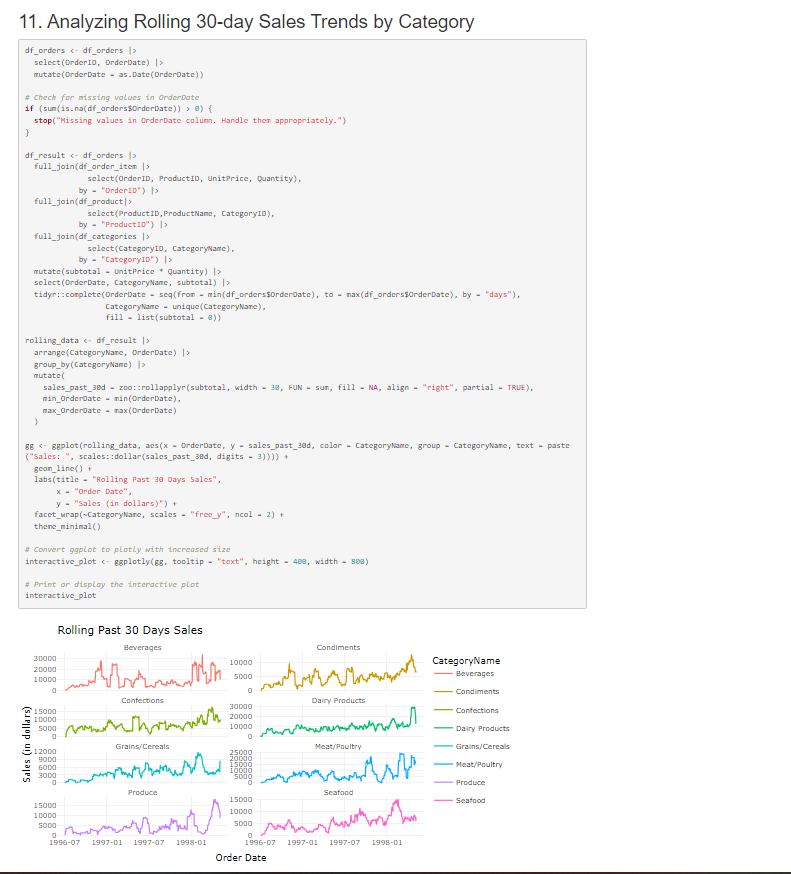 11. Analyzing Rolling 30-day Sales Trends by Category
df_orders <- df_orders |>
select(OrderID, OrderDate) |>
mutate(OrderDate = as.Date(OrderDate))
# Check for missing values in OrderDate
if (sum(is.na(df_orders$OrderDate)) > 0) {
stop("Missing values in OrderDate column. Handle them appropriately.")
}
df_result <- df_orders |>
full_join(df_order_item |>
select(OrderID, ProductID, UnitPrice, Quantity),
by = "OrderID") |>
full_join(df_product|>
select(ProductID,ProductName, CategoryID),
by = "ProductID") |>
full_join(df_categories |>
select(CategoryID, CategoryName),
by = "CategoryID") |>
mutate(subtotal = UnitPrice * Quantity) |>
select(OrderDate, CategoryName, subtotal) |>
tidyr::complete(OrderDate = seq(from = min(df_orders$OrderDate), to = max(df_orders$OrderDate), by = "days"),
CategoryName = unique(CategoryName),
fill = list(subtotal = 0))
rolling_data <- df_result |>
arrange(CategoryName, OrderDate) |>
group_by(CategoryName) |>
mutate(
sales_past_30d = zoo::rollapplyr(subtotal, width = 30, FUN = sum, fill = NA, align = "right", partial = TRUE),
min_OrderDate = min(OrderDate),
max_OrderDate = max(OrderDate)
)
gg <- ggplot(rolling_data, aes(x = OrderDate, y = sales_past_30d, color = CategoryName, group = CategoryName, text = paste
("Sales: ", scales::dollar(sales_past_30d, digits = 3)))) +
geom_line() +
labs(title = "Rolling Past 30 Days Sales",
x = "Order Date",
y = "Sales (in dollars)") +
facet_wrap(~CategoryName, scales = "free_y", ncol = 2) +
theme_minimal()
# Convert ggplot to plotly with increased size
interactive_plot <- ggplotly(gg, tooltip = "text", height = 400, width = 800)
# Print or display the interactive plot
interactive_plot
Rolling Past 30 Days Sales
Beverages
30000
20000
10000
0
Condiments
10000
5000
0
Confections
15000
10000
5000
0
Dairy Products
30000
20000
10000
0
Grains/Cereals
12000
9000
6000
3000
0
Meat/Poultry
25000
20000
15000
10000
5000
0
Produce
15000
10000
5000
0
Seafood
15000
10000
5000
0
1996-07 1997-01 1997-07 1998-01
1996-07 1997-01 1997-07 1998-01
Sales (in dollars)
Order Date
CategoryName
Beverages
Condiments
Confections
Dairy Products
Grains/Cereals
Meat/Poultry
Produce
Seafood